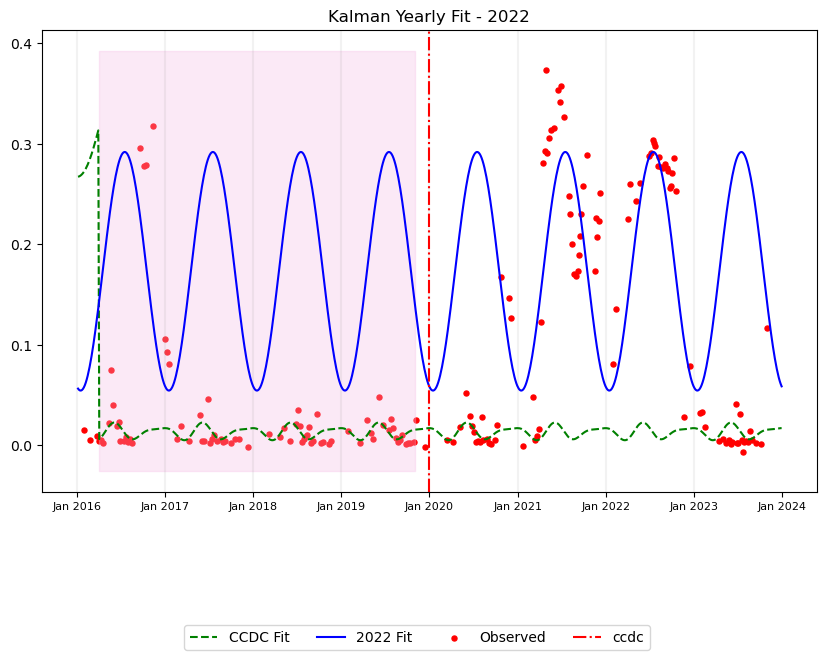 Kalman Yearly Fit - 2022
0.4
0.3
0.2
0.1
0.0
Jan 2016 Jan 2017 Jan 2018 Jan 2019 Jan 2020 Jan 2021 Jan 2022 Jan 2023 Jan 2024
CCDC Fit 2022 Fit Observed ccdc